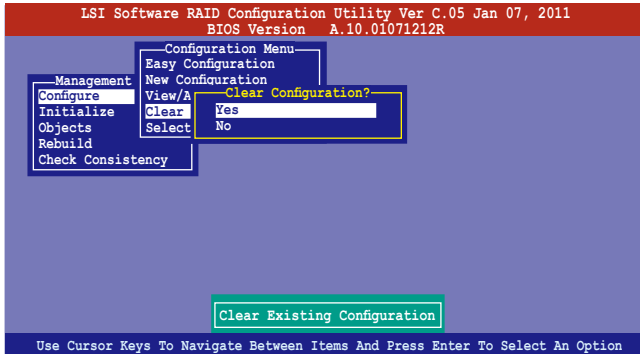 LSI Software RAID Configuration Utility Ver C.05 Jan 07, 2011
BIOS Version A.10.01071212R
Configuration Menu
Easy Configuration
New Configuration
View/A
Clear
Select
Management
Configure
Initialize
Objects
Rebuild
Check Consistency
Clear Configuration?
Yes
No
Clear Existing Configuration
Use Cursor Keys To Navigate Between Items And Press Enter To Select An Option